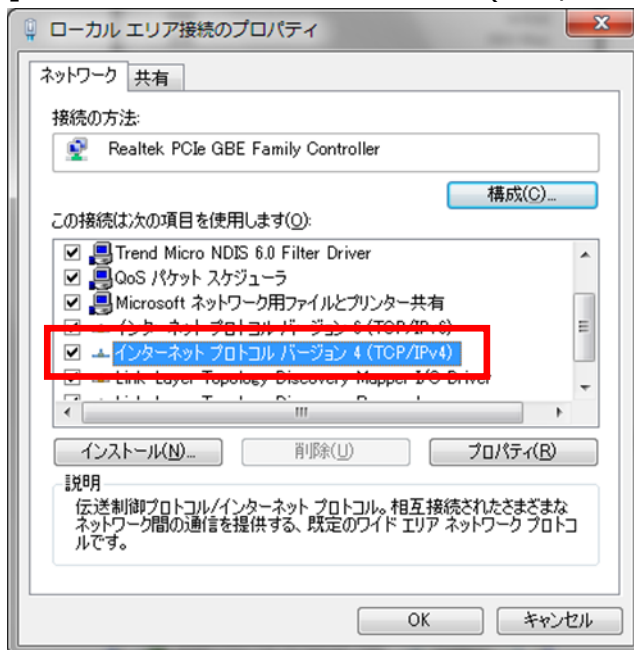 ローカル エリア接続のプロパティ
ネットワーク 共有
接続の方法:
Realtek PCIe GBE Family Controller
構成(C)...
この接続は次の項目を使用します(O):
Trend Micro NDIS 6.0 Filter Driver
QoS パケット スケジューラ
Microsoft ネットワーク用ファイルとプリンター共有
インターネット プロトコル バージョン 6 (TCP/IPv6)
インターネット プロトコル バージョン 4 (TCP/IPv4)
Link-Layer Topology Discovery Mapper I/O Driver
インストール(N)... 削除(U) プロパティ(R)
説明
伝送制御プロトコル/インターネット プロトコル。相互接続されたさまざまな
ネットワーク間の通信を提供する、既定のワイド エリア ネットワーク プロトコ
ルです。
OK キャンセル